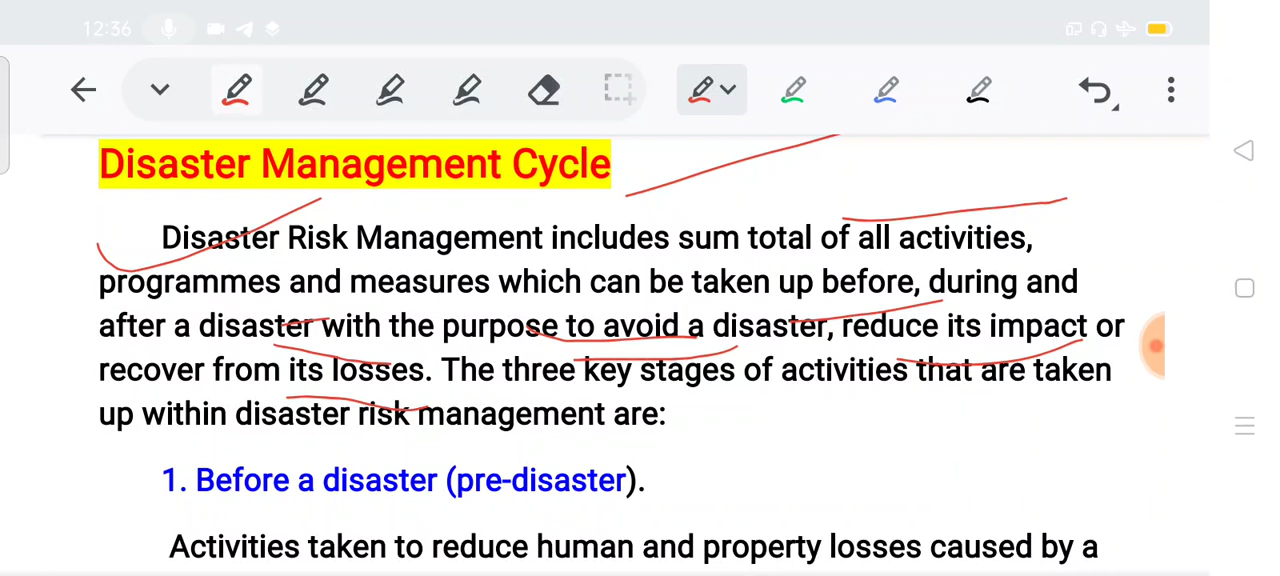 12:36
Disaster Management Cycle
Disaster Risk Management includes sum total of all activities,
programmes and measures which can be taken up before, during and
after a disaster with the purpose to avoid a disaster, reduce its impact or
recover from its losses. The three key stages of activities that are taken
up within disaster risk management are:
1. Before a disaster (pre-disaster).
Activities taken to reduce human and property losses caused by a